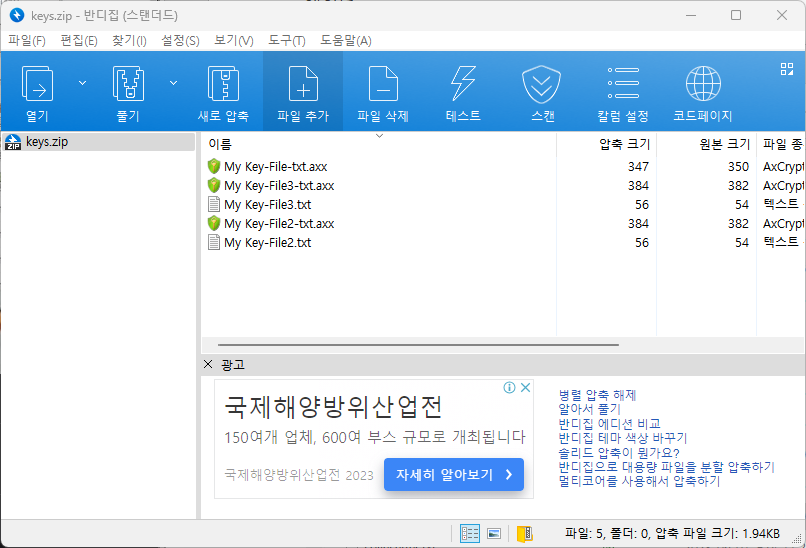 keys.zip - 반디집 (스탠더드)
파일(F) 편집(E) 찾기(I) 설정(S) 보기(V) 도구(T) 도움말(A)
열기 풀기 새로 압축 파일 추가 파일 삭제 테스트 스캔 칼럼 설정 코드페이지
ZIP keys.zip
이름 압축 크기 원본 크기 파일 종
My Key-File-txt.axx 347 350 AxCrypt
My Key-File3-txt.axx 384 382 AxCrypt
My Key-File3.txt 56 54 텍스트
My Key-File2-txt.axx 384 382 AxCrypt
My Key-File2.txt 56 54 텍스트
광고
국제해양방위산업전
150여개 업체, 600여 부스 규모로 개최됩니다
국제해양방위산업전 2023 자세히 알아보기
병렬 압축 해제
알아서 풀기
반디집 에디션 비교
반디집 테마 색상 바꾸기
솔리드 압축이 뭔가요?
반디집으로 대용량 파일을 분할 압축하기
멀티코어를 사용해서 압축하기
파일: 5, 폴더: 0, 압축 파일 크기: 1.94KB